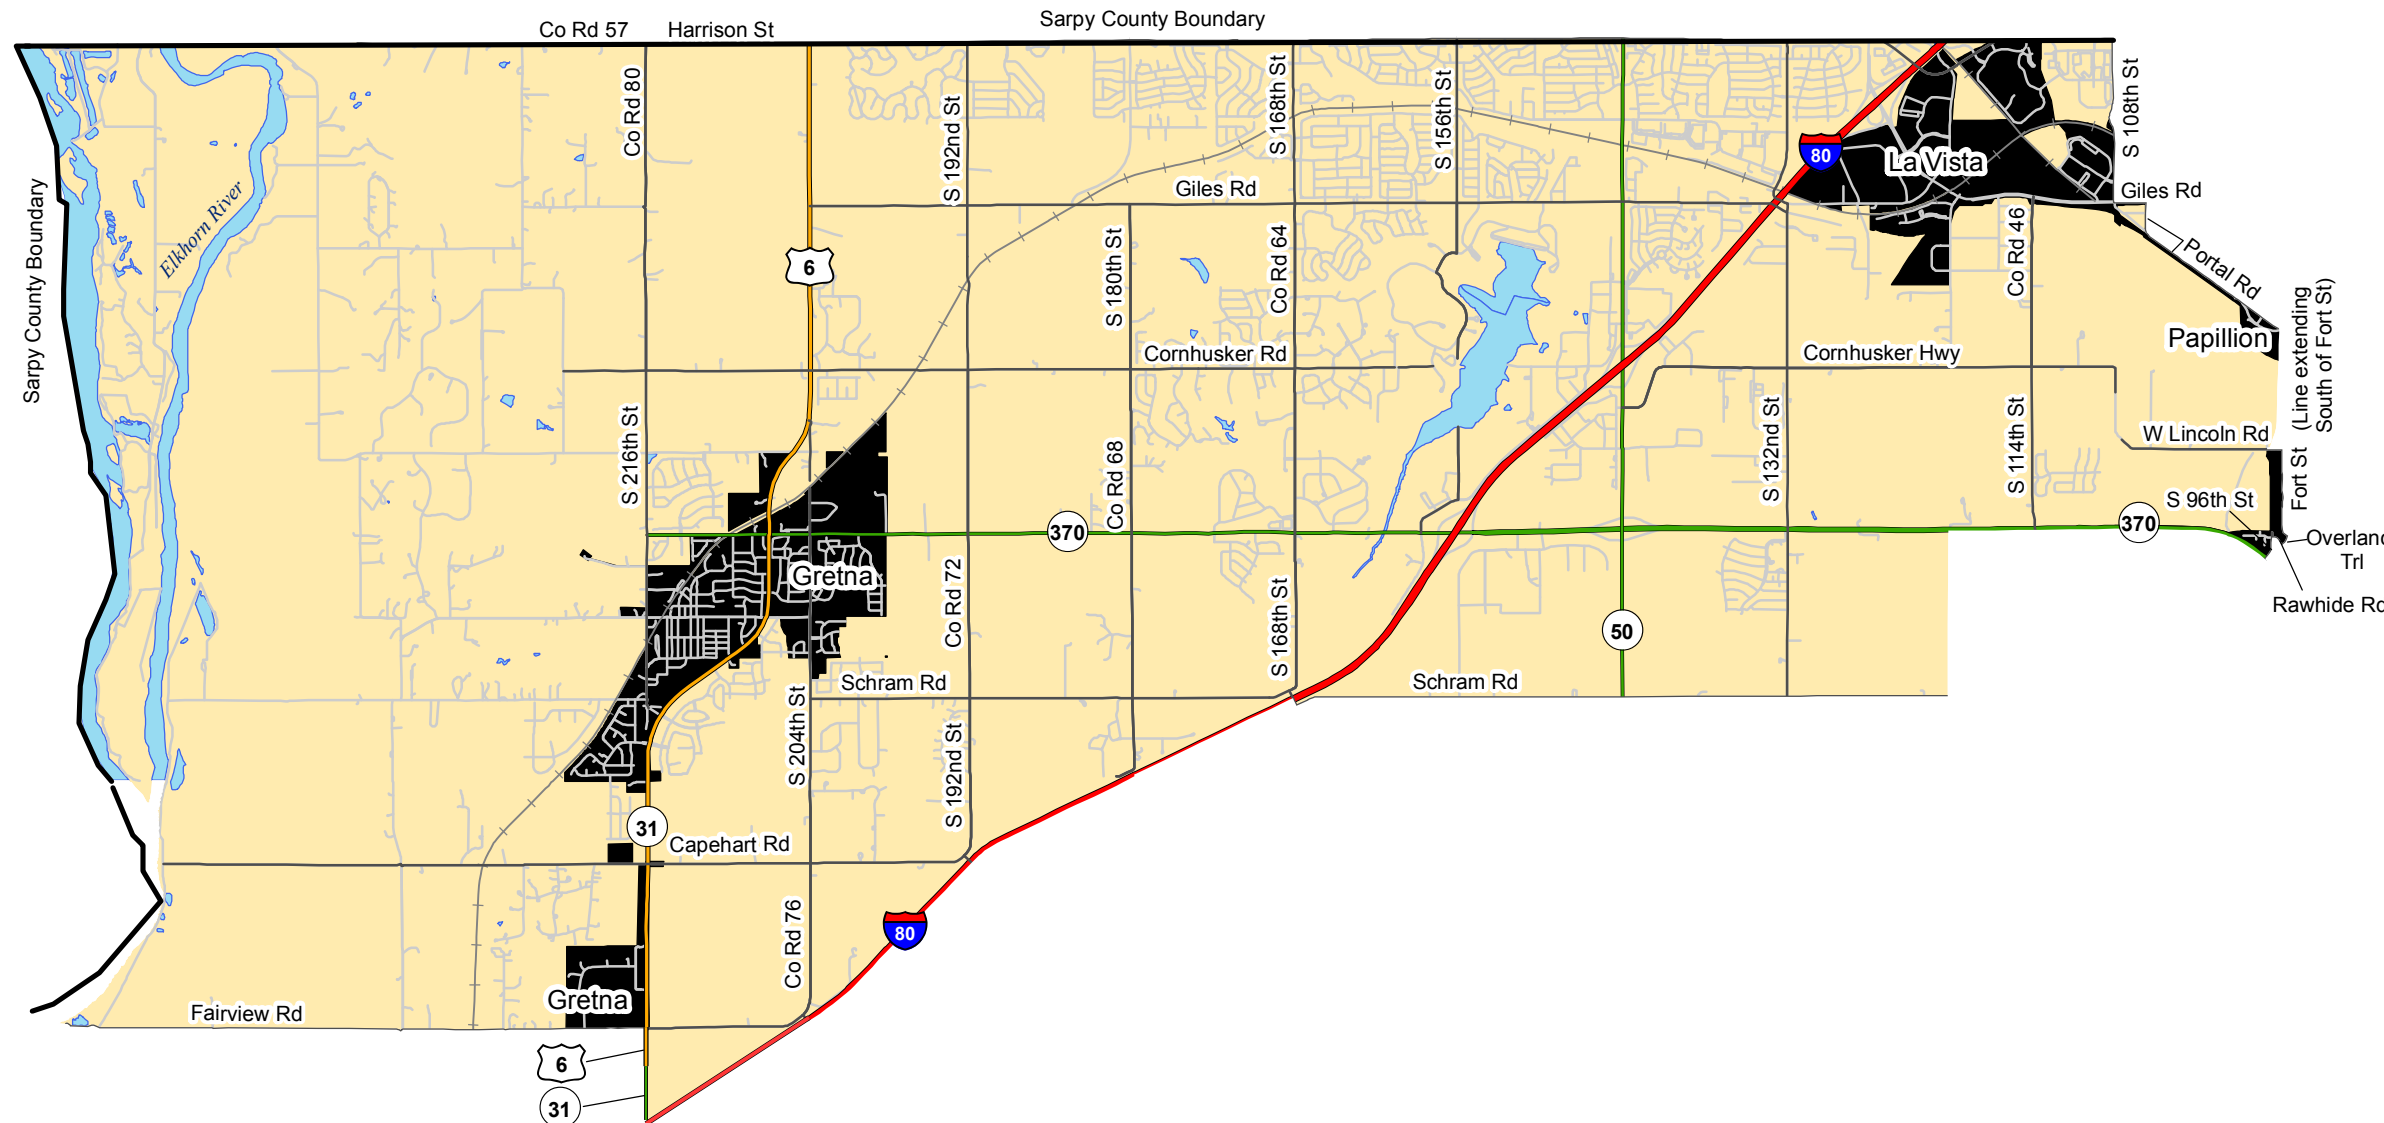 Sarpy County Boundary
Co Rd 57
Harrison St
Co Rd 80
S 192nd St
S 168th St
S 156th St
S 108th St
80
La Vista
Elkhorn River
Sarpy County Boundary
Giles Rd
Giles Rd
6
S 180th St
Co Rd 64
Co Rd 46
Portal Rd
(Line extending
South of Fort St)
Papillion
Cornhusker Rd
Cornhusker Hwy
S 216th St
Co Rd 68
S 132nd St
S 114th St
W Lincoln Rd
Fort St
S 96th St
370
370
Overlan
Trl
Gretna
Co Rd 72
S 168th St
Rawhide Rd
50
Schram Rd
Schram Rd
S 204th St
S 192nd St
31
Capehart Rd
Co Rd 76
80
Gretna
Fairview Rd
6
31